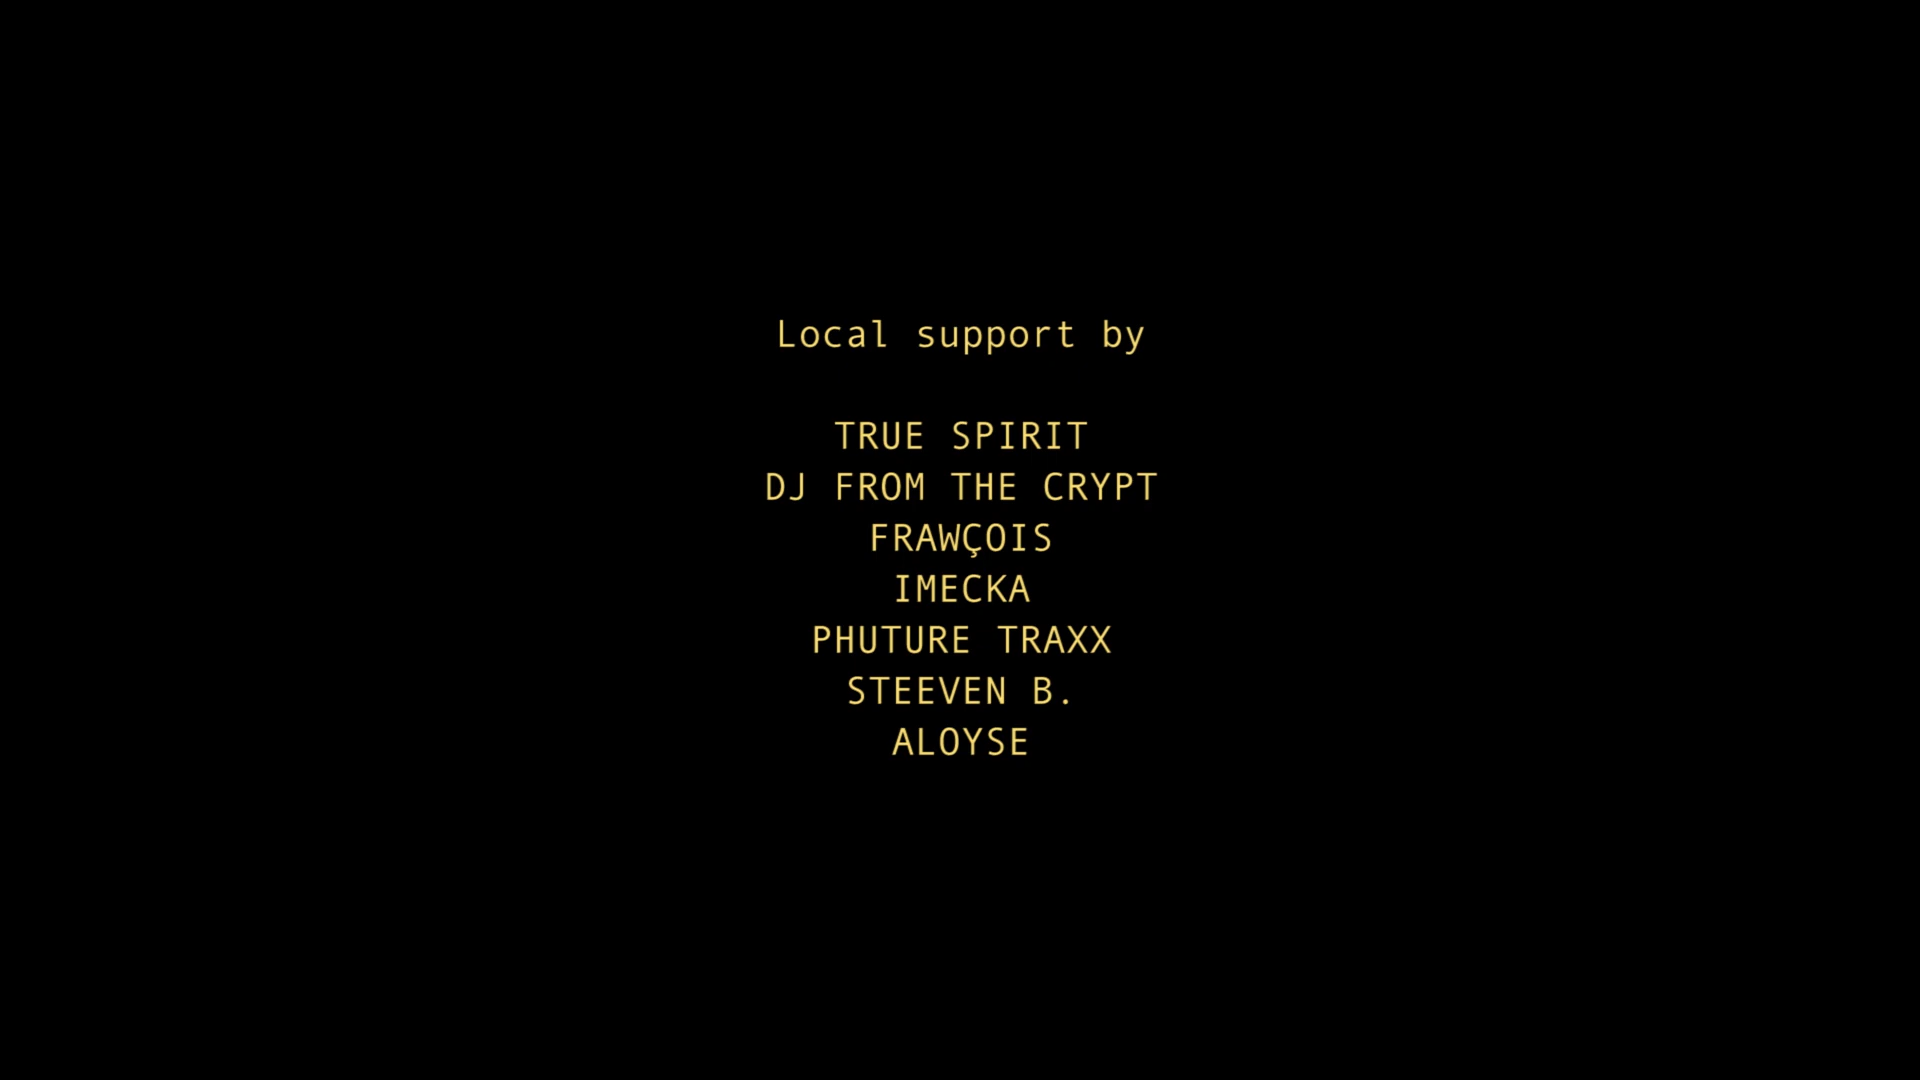 Local support by
TRUE SPIRIT
DJ FROM THE CRYPT
FRAWÇOIS
IMECKA
PHUTURE TRAXX
STEEVEN B.
ALOYSE